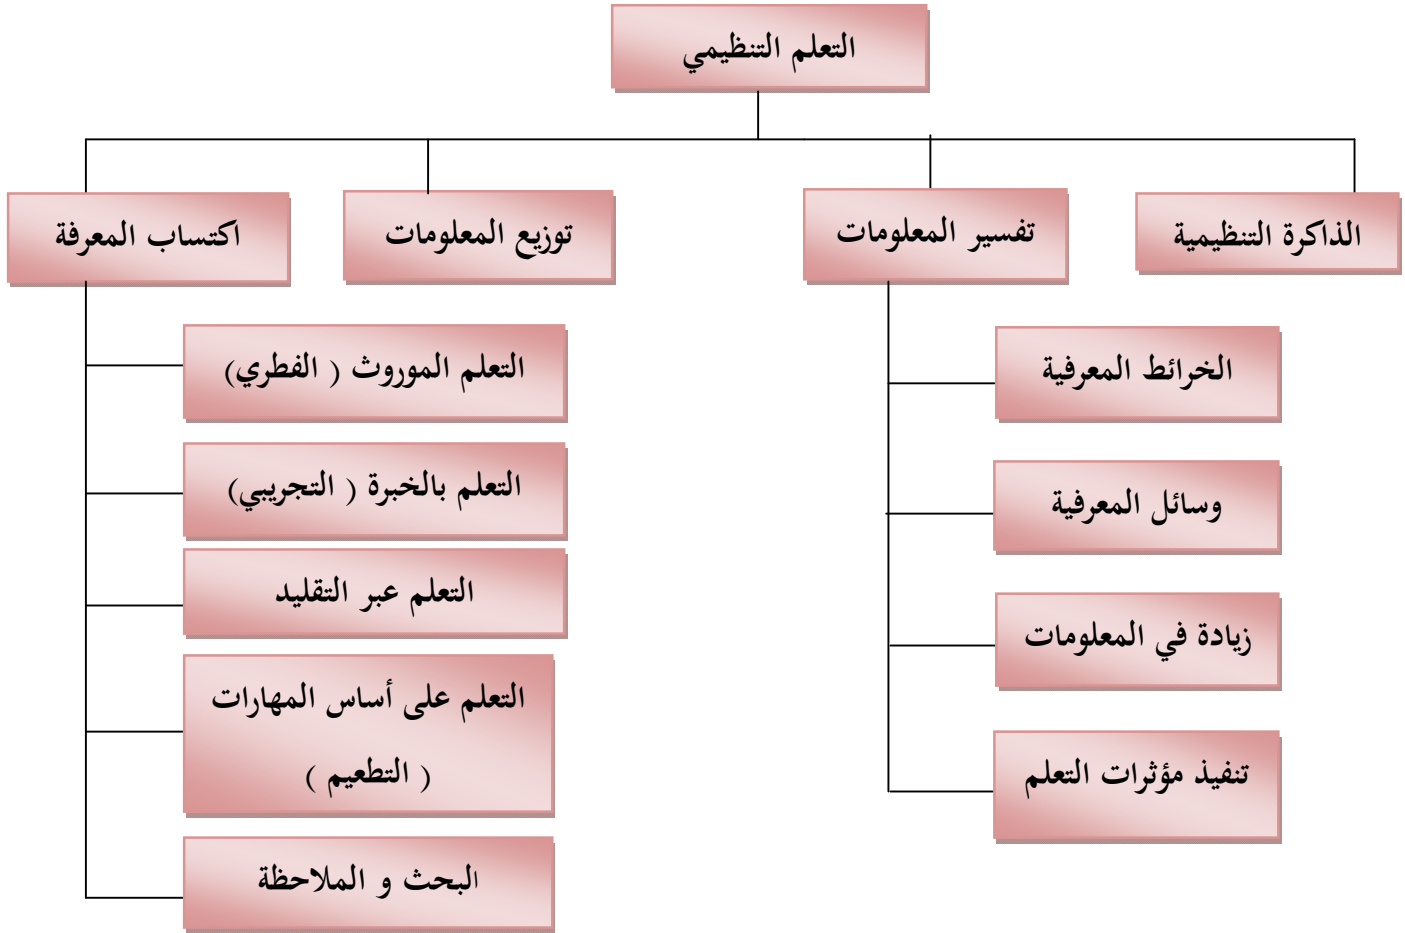 التعلم التنظيمي
الذاكرة التنظيمية
تفسير المعلومات
توزيع المعلومات
اكتساب المعرفة
الخرائط المعرفية
وسائل المعرفية
زيادة في المعلومات
تنفيذ مؤثرات التعلم
التعلم الموروث ( الفطري)
التعلم بالخبرة ( التجريبي)
التعلم عبر التقليد
التعلم على أساس المهارات
( التطعيم )
البحث و الملاحظة